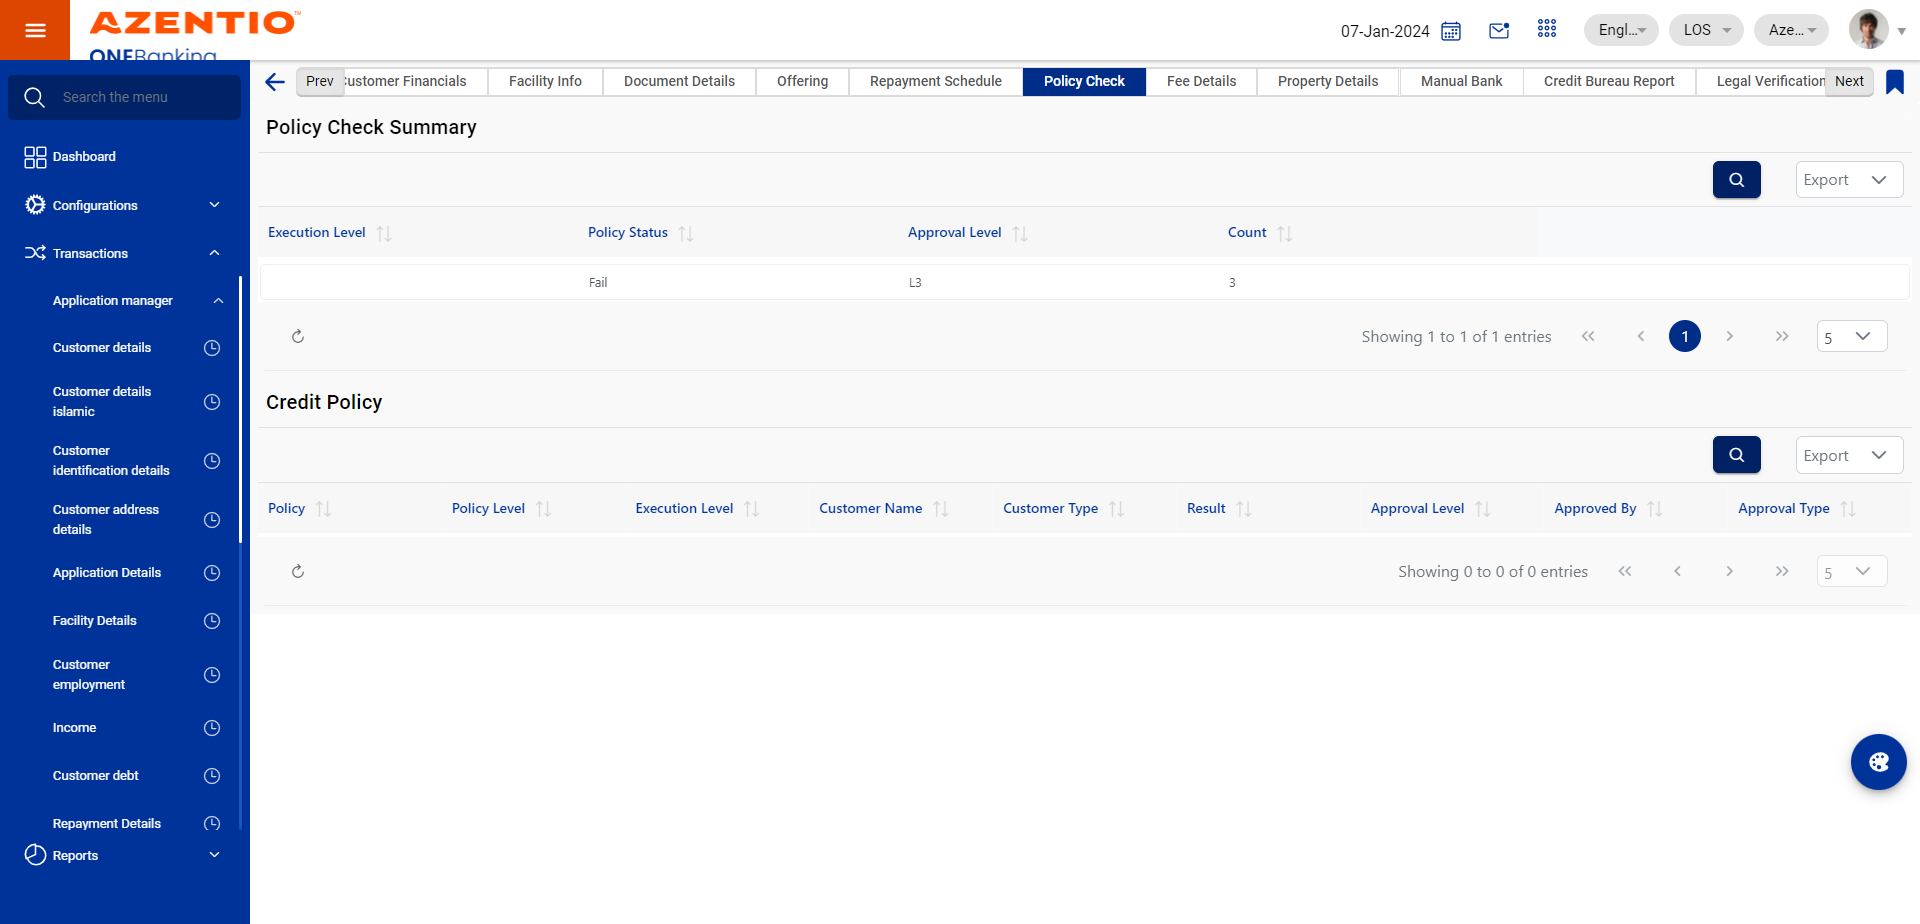 AZENTIO™
ONEBanking
07-Jan-2024
Engl...
LOS
Aze...
Search the menu
Dashboard
Configurations
Transactions
Application manager
Customer details
Customer details
islamic
Customer
identification details
Customer address
details
Application Details
Facility Details
Customer
employment
Income
Customer debt
Repayment Details
Reports
Prev
Customer Financials
Facility Info
Document Details
Offering
Repayment Schedule
Policy Check
Fee Details
Property Details
Manual Bank
Credit Bureau Report
Legal Verification
Next
Policy Check Summary
Export
Execution Level
Policy Status
Approval Level
Count
Fail
L3
3
Showing 1 to 1 of 1 entries
1
5
Credit Policy
Export
Policy
Policy Level
Execution Level
Customer Name
Customer Type
Result
Approval Level
Approved By
Approval Type
Showing 0 to 0 of 0 entries
5